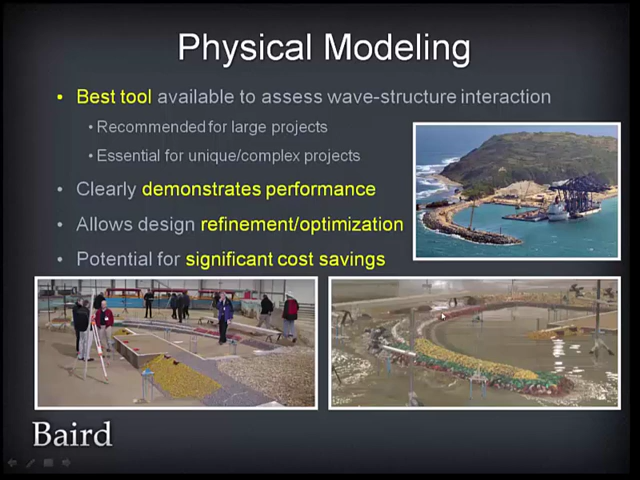 Physical Modeling
• Best tool available to assess wave-structure interaction
• Recommended for large projects
• Essential for unique/complex projects
• Clearly demonstrates performance
• Allows design refinement/optimization
• Potential for significant cost savings
Baird